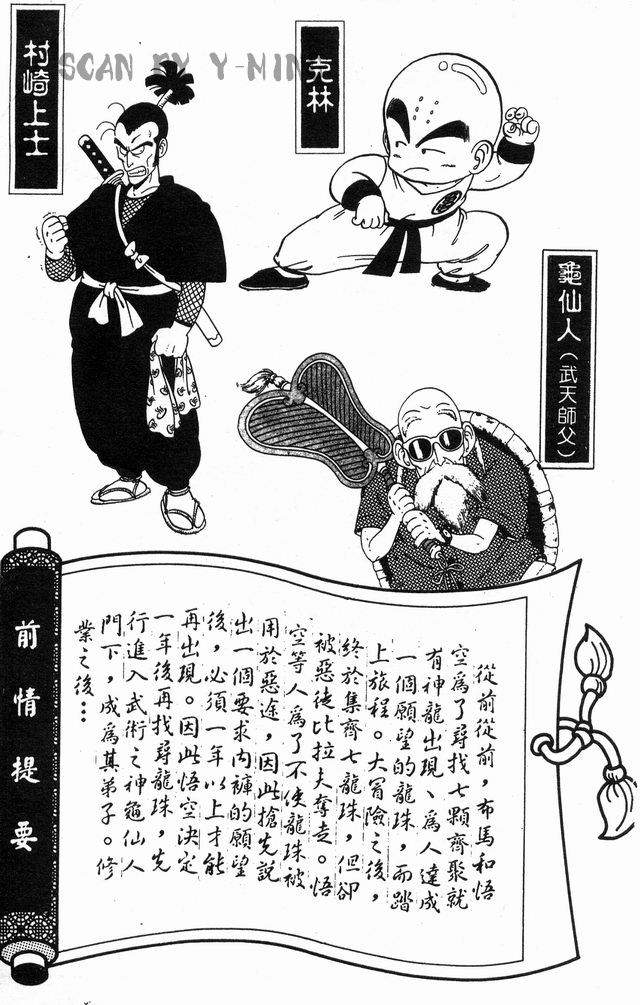 SCAN BY Y-MIN
村崎上士
克林
龜仙人（武天師父）
前情提要
從前從前，布馬和悟
空為了尋找七顆齊聚就
有神龍出現、為人達成
一個願望的龍珠，而踏
上旅程。大冒險之後，
終於集齊七龍珠，但卻
被惡徒比拉夫奪走。悟
空等人為了不使龍珠被
用於惡途，因此搶先說
出一個要求內褲的願望
後，必須一年以上才能
再出現。因此悟空決定
一年後再找尋龍珠，先
行進入武術之神龜仙人
門下，成為其弟子。修
業之後…